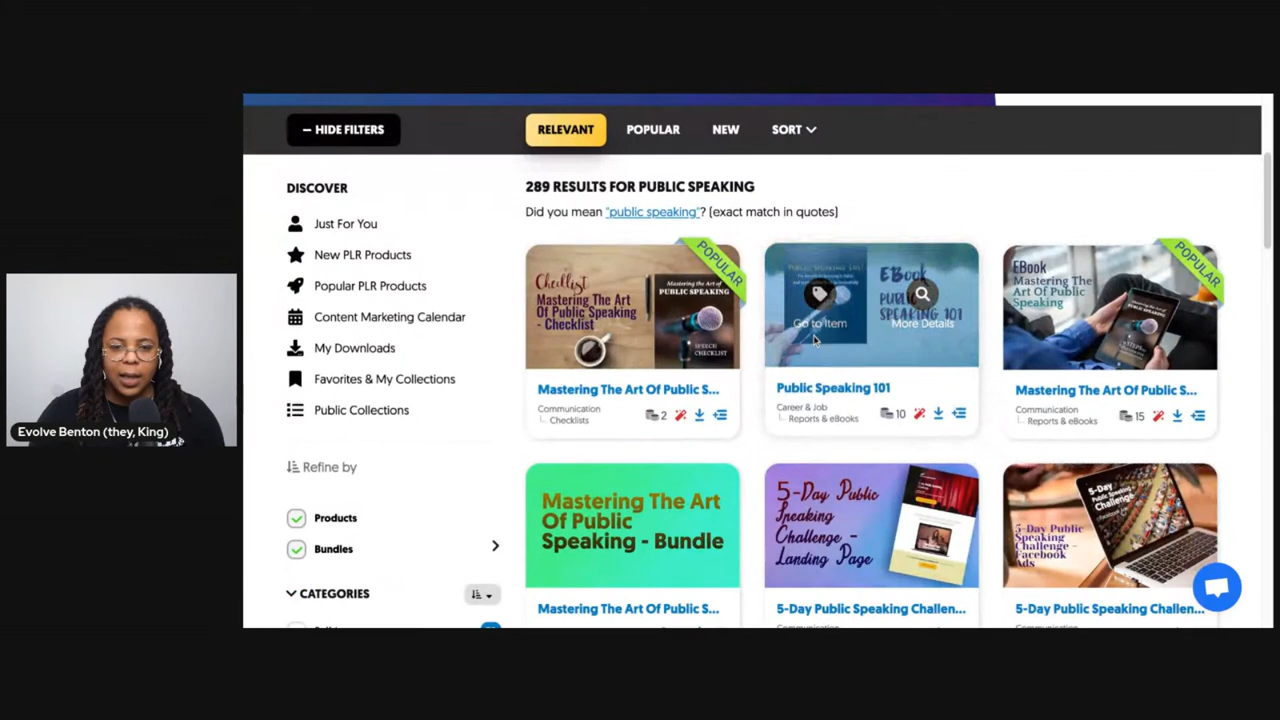 HIDE FILTERS
RELEVANT
POPULAR
NEW
SORT
DISCOVER
Just For You
New PLR Products
Popular PLR Products
Content Marketing Calendar
My Downloads
Favorites & My Collections
Public Collections
Refine by
Products
Bundles
CATEGORIES
289 RESULTS FOR PUBLIC SPEAKING
Did you mean "public speaking"? (exact match in quotes)
POPULAR
Checklist
Mastering The Art
Of Public Speaking
- Checklist
Mastering the Art of
PUBLIC SPEAKING
SPEECH
CHECKLIST
Mastering The Art Of Public S...
Communication
Checklists
2
PUBLIC SPEAKING 101
EBook
PUBLIC
SPEAKING 101
Go to Item
More Details
Public Speaking 101
Career & Job
Reports & eBooks
10
POPULAR
EBook
Mastering The
Art Of Public
Speaking
Mastering The Art Of Public S...
Communication
Reports & eBooks
15
Mastering The Art
Of Public
Speaking - Bundle
Mastering The Art Of Public S...
5-Day Public
Speaking
Challenge -
Landing Page
5-Day Public Speaking Challen...
5-Day Public
Speaking
Challenge -
Facebook
Ads
5-Day Public Speaking Challen...
Evolve Benton (they, King)